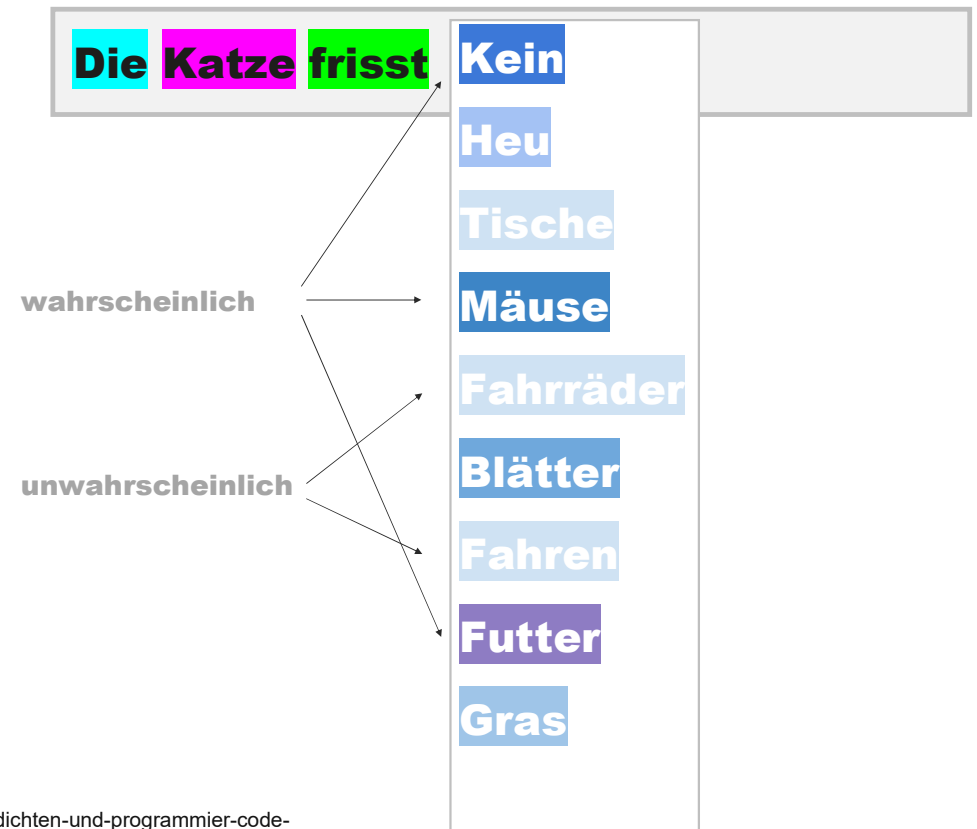 Die Katze frisst Kein
Heu
Tische
wahrscheinlich
Mäuse
Fahrräder
Blätter
unwahrscheinlich
Fahren
Futter
Gras
dichten-und-programmier-code-